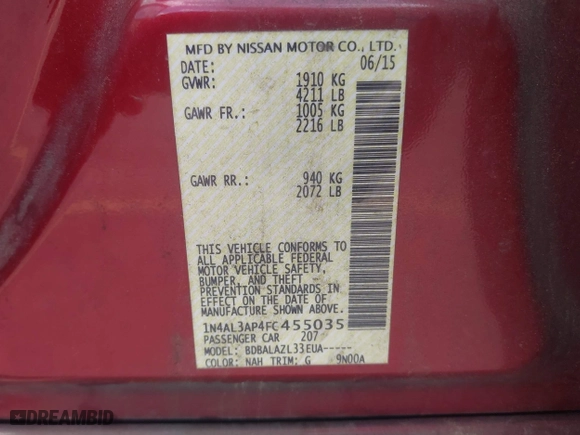 MFD BY NISSAN MOTOR CO., LTD.
DATE: 06/15
GVWR: 1910 KG
4211 LB
GAWR FR.: 1005 KG
2216 LB
GAWR RR.: 940 KG
2072 LB
THIS VEHICLE CONFORMS TO
ALL APPLICABLE FEDERAL
MOTOR VEHICLE SAFETY,
BUMPER, AND THEFT
PREVENTION STANDARDS IN
EFFECT ON THE DATE OF
MANUFACTURE SHOWN ABOVE.
1N4AL3AP4FC455035
PASSENGER CAR 207
MODEL: BDBALAZL33EUA-----
COLOR: NAH TRIM: G 9N00A
DREAMBID